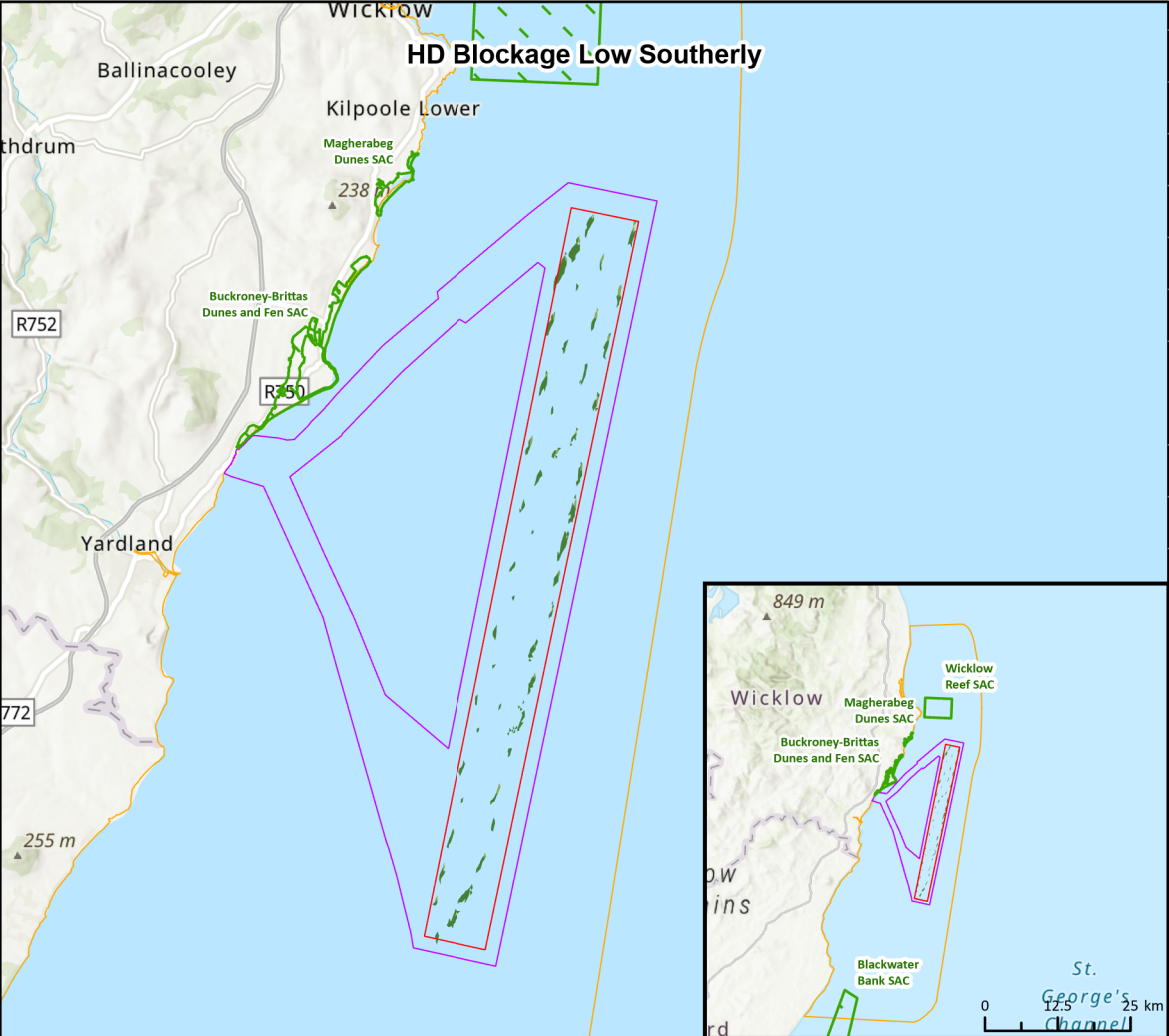 Wicklow
HD Blockage Low Southerly
Ballinacooley
Kilpoole Lower
thdrum
Magherabeg
Dunes SAC
238 m
Buckroney-Brittas
Dunes and Fen SAC
R752
R750
Yardland
772
255 m
849 m
Wicklow
Wicklow
Reef SAC
Magherabeg
Dunes SAC
Buckroney-Brittas
Dunes and Fen SAC
ow
ins
Blackwater
Bank SAC
St.
George's
Channel
0 12.5 25 km
rd